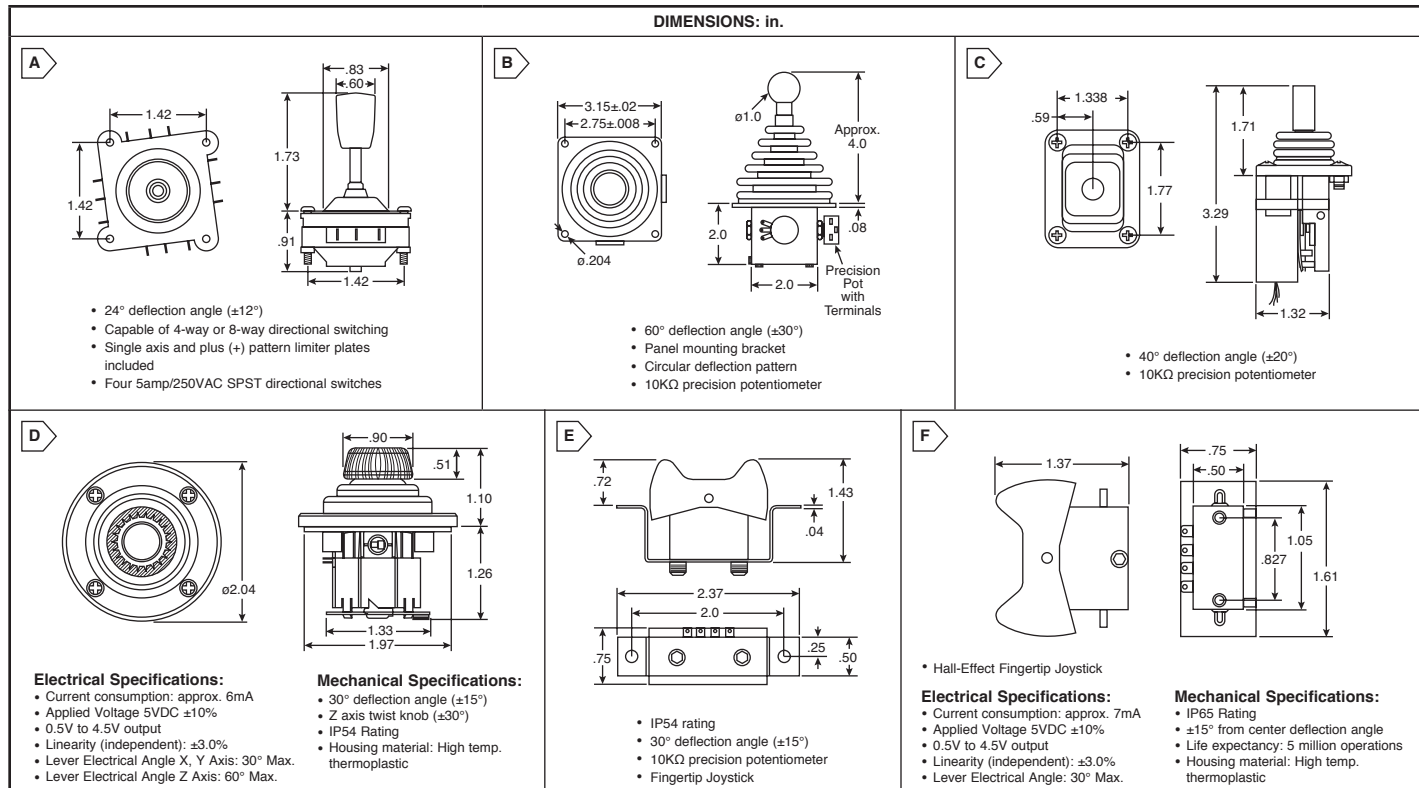 DIMENSIONS: in.
A
.83
.60
1.42
1.73
1.42
.91
1.42
• 24° deflection angle (±12°)
• Capable of 4-way or 8-way directional switching
• Single axis and plus (+) pattern limiter plates
included
• Four 5amp/250VAC SPST directional switches
B
3.15±.02
2.75±.008
ø1.0
Approx.
4.0
2.0
.08
ø.204
2.0
Precision
Pot
with
Terminals
• 60° deflection angle (±30°)
• Panel mounting bracket
• Circular deflection pattern
• 10KΩ precision potentiometer
C
1.338
.59
1.71
1.77
3.29
1.32
• 40° deflection angle (±20°)
• 10KΩ precision potentiometer
D
.90
.51
1.10
ø2.04
1.26
1.33
1.97
Electrical Specifications:
• Current consumption: approx. 6mA
• Applied Voltage 5VDC ±10%
• 0.5V to 4.5V output
• Linearity (independent): ±3.0%
• Lever Electrical Angle X, Y Axis: 30° Max.
• Lever Electrical Angle Z Axis: 60° Max.
Mechanical Specifications:
• 30° deflection angle (±15°)
• Z axis twist knob (±30°)
• IP54 Rating
• Housing material: High temp.
thermoplastic
E
.72
1.43
.04
2.37
2.0
.75
.25
.50
• IP54 rating
• 30° deflection angle (±15°)
• 10KΩ precision potentiometer
• Fingertip Joystick
F
1.37
.75
.50
1.05
.827
1.61
• Hall-Effect Fingertip Joystick
Electrical Specifications:
• Current consumption: approx. 7mA
• Applied Voltage 5VDC ±10%
• 0.5V to 4.5V output
• Linearity (independent): ±3.0%
• Lever Electrical Angle: 30° Max.
Mechanical Specifications:
• IP65 Rating
• ±15° from center deflection angle
• Life expectancy: 5 million operations
• Housing material: High temp.
thermoplastic